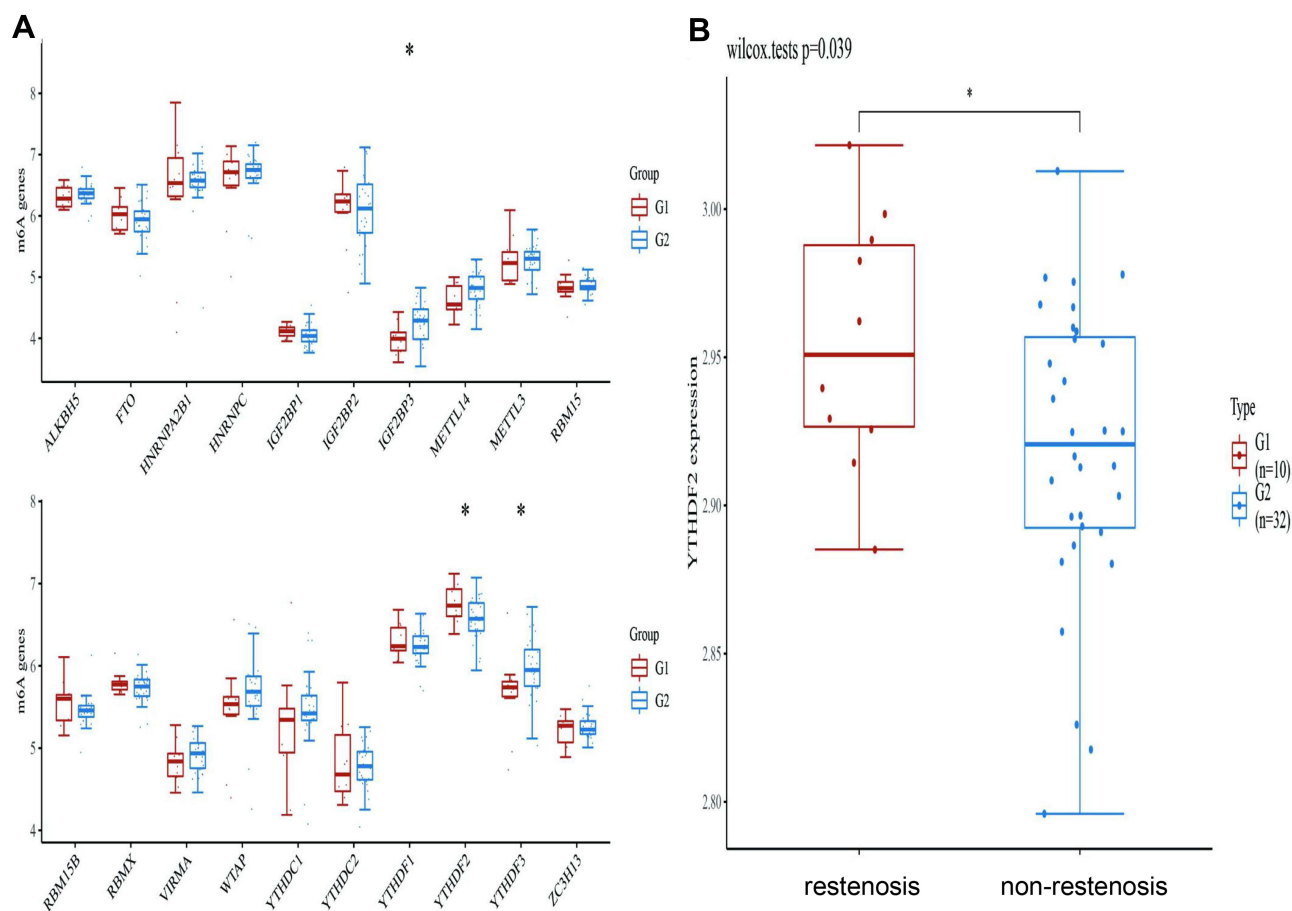 A
*
m6A genes
8
7
6
5
4
ALKBH5
FTO
HNRNPA2B1
HNRNPC
IGF2BP1
IGF2BP2
IGF2BP3
METTL14
METTL3
RBM15
Group
G1
G2
* *
m6A genes
8
7
6
5
4
RBM15B
RBMX
VIRMA
WTAP
YTHDC1
YTHDC2
YTHDF1
YTHDF2
YTHDF3
ZC3H13
Group
G1
G2
B
wilcox.tests p=0.039
*
YTHDF2 expression
3.00
2.95
2.90
2.85
2.80
restenosis
non-restenosis
Type
G1
(n=10)
G2
(n=32)